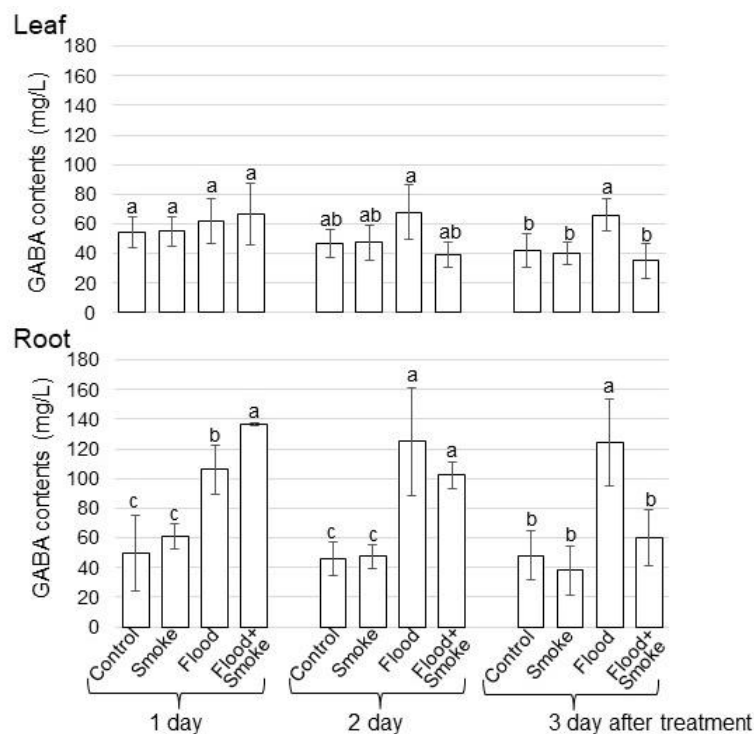 Leaf
GABA contents (mg/L)
180
160
140
120
100
80
60
40
20
0
a a a a
ab ab a ab
b b a b
Root
GABA contents (mg/L)
180
160
140
120
100
80
60
40
20
0
c c b a
c c a a
b b a b
Control Smoke Flood Flood+
Smoke
Control Smoke Flood Flood+
Smoke
Control Smoke Flood Flood+
Smoke
1 day 2 day 3 day after treatment